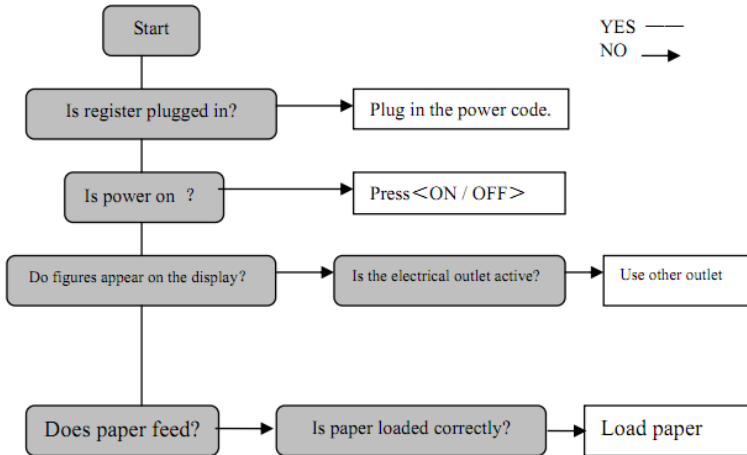 Start
YES
NO
Is register plugged in?
Plug in the power code.
Is power on ?
Press＜ON / OFF＞
Do figures appear on the display?
Is the electrical outlet active?
Use other outlet
Does paper feed?
Is paper loaded correctly?
Load paper